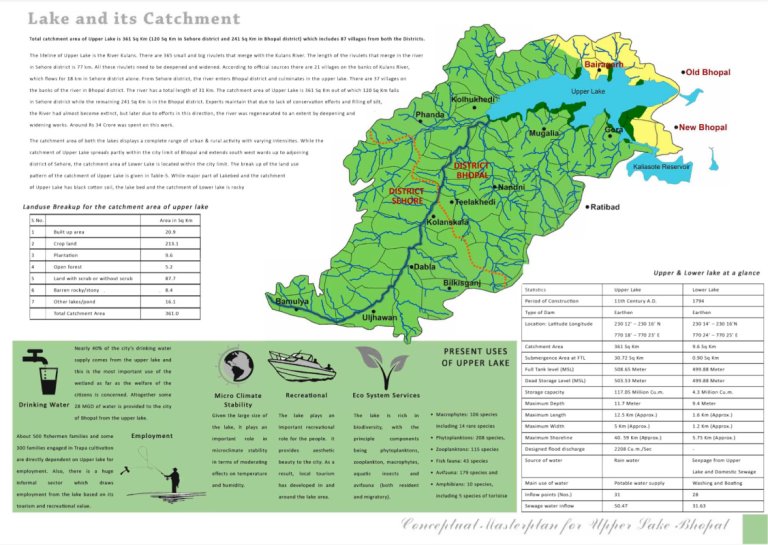 Lake and its Catchment
Total catchment area of Upper Lake is 361 Sq Km (120 Sq Km in Sehore district and 241 Sq Km in Bhopal district) which includes 87 villages from both the Districts.
The lifeline of Upper Lake is the River Kolans. There are 365 small and big rivulets that merge with the Kolans River. The length of the rivulets that merge in the river
in Sehore district is 77 km. All these rivulets need to be deepened and widened. According to official sources there are 21 villages on the banks of Kolans River,
which flows for 18 km in Sehore district alone. From Sehore district, the river enters Bhopal district and culminates in the upper lake. There are 37 villages on
the banks of the river in Bhopal district. The river has a total length of 31 Km. The catchment area of Upper Lake is 361 Sq Km out of which 120 Sq.Km falls
in Sehore district while the remaining 241 Sq Km is in the Bhopal district. Experts maintain that due to lack of conservation efforts and filling of silt,
the River had almost become extinct, but later due to efforts in this direction, the river was regenerated to an extent by deepening and
widening works. Around Rs 34 Crore was spent on this work.
The catchment area of both the lakes displays a complete range of urban & rural activity with varying intensities. While the
catchment of Upper Lake spreads partly within the city limit of Bhopal and extends south west wards up to adjoining
district of Sehore, the catchment area of Lower Lake is located within the city limit. The break up of the land use
pattern of the catchment of Upper Lake is given in Table 5. While major part of Lakebed and the catchment
of Upper Lake has black cotton soil, the lake bed and the catchment of Lower lake is rocky
Landuse Breakup for the catchment area of upper lake
S.No. Area in Sq Km
1 Built up area 20.9
2 Crop land 213.1
3 Plantation 9.6
4 Open forest 5.2
5 Land with scrub or without scrub 87.7
6 Barren rocky/stony 8.4
7 Other lakes/pond 16.1
Total Catchment Area 361.0
Bairagarh
Old Bhopal
Upper Lake
Kolhukhedi
Phanda
Mugalia
Gora
New Bhopal
Kaliasote Reservoir
DISTRICT
BHOPAL
DISTRICT
SEHORE
Nandni
Teelakhedi
Ratibad
Kolanskala
Dabla
Bilkisganj
Bamulya
Uljhawan
Upper & Lower lake at a glance
Statistics Upper Lake Lower Lake
Period of Construction 11th Century A.D. 1794
Type of Dam Earthen Earthen
Location: Latitude Longitude 230 12' – 230 16' N 230 14' – 230 16'N
770 18' – 770 23' E 770 24' – 770 25' E
Catchment Area 361 Sq Km 9.6 Sq Km
Submergence Area at FTL 30.72 Sq Km 0.90 Sq Km
Full Tank level (MSL) 508.65 Meter 499.88 Meter
Dead Storage Level (MSL) 503.53 Meter 499.88 Meter
Storage capacity 117.05 Million Cu.m. 4.3 Million Cu.m
Maximum Depth 11.7 Meter 9.4 Meter
Maximum Length 12.5 Km (Approx.) 1.6 Km (Approx.)
Maximum Width 5 Km (Approx.) 1.2 Km (Approx.)
Maximum Shoreline 40. 59 Km (Approx.) 5.75 Km (Approx.)
Designed flood discharge 2208 Cu.m./Sec -
Source of water Rain water Seepage from Upper
Lake and Domestic Sewage
Main use of water Potable water supply Washing and Boating
Inflow points (Nos.) 31 28
Sewage water inflow 50.47 31.63
Nearly 40% of the city's drinking water
supply comes from the upper lake and
this is the most important use of the
wetland as far as the welfare of the
citizens is concerned. Altogether some
28 MGD of water is provided to the city
of Bhopal from the upper lake.
Drinking Water
About 500 fishermen families and some
300 families engaged in Trapa cultivation
are directly dependent on Upper lake for
employment. Also, there is a huge
informal sector which draws
employment from the lake based on its
tourism and recreational value.
Employment
Micro Climate
Stability
Given the large size of
the lake, it plays an
important role in
microclimate stability
in terms of moderating
effects on temperature
and humidity.
Recreational
The lake plays an
important recreational
role for the people. It
provides aesthetic
beauty to the city. As a
result, local tourism
has developed in and
around the lake area.
Eco System Services
The lake is rich in
biodiversity, with the
principle components
being phytoplanktons,
zooplankton, macrophytes,
aquatic insects and
avifauna (both resident
and migratory).
PRESENT USES
OF UPPER LAKE
• Macrophytes: 106 species
including 14 rare species
• Phytoplanktons: 208 species,
• Zooplanktons: 115 species
• Fish fauna: 43 species
• Avifauna: 179 species and
• Amphibians: 10 species,
including 5 species of tortoise
Conceptual Masterplan for Upper Lake Bhopal